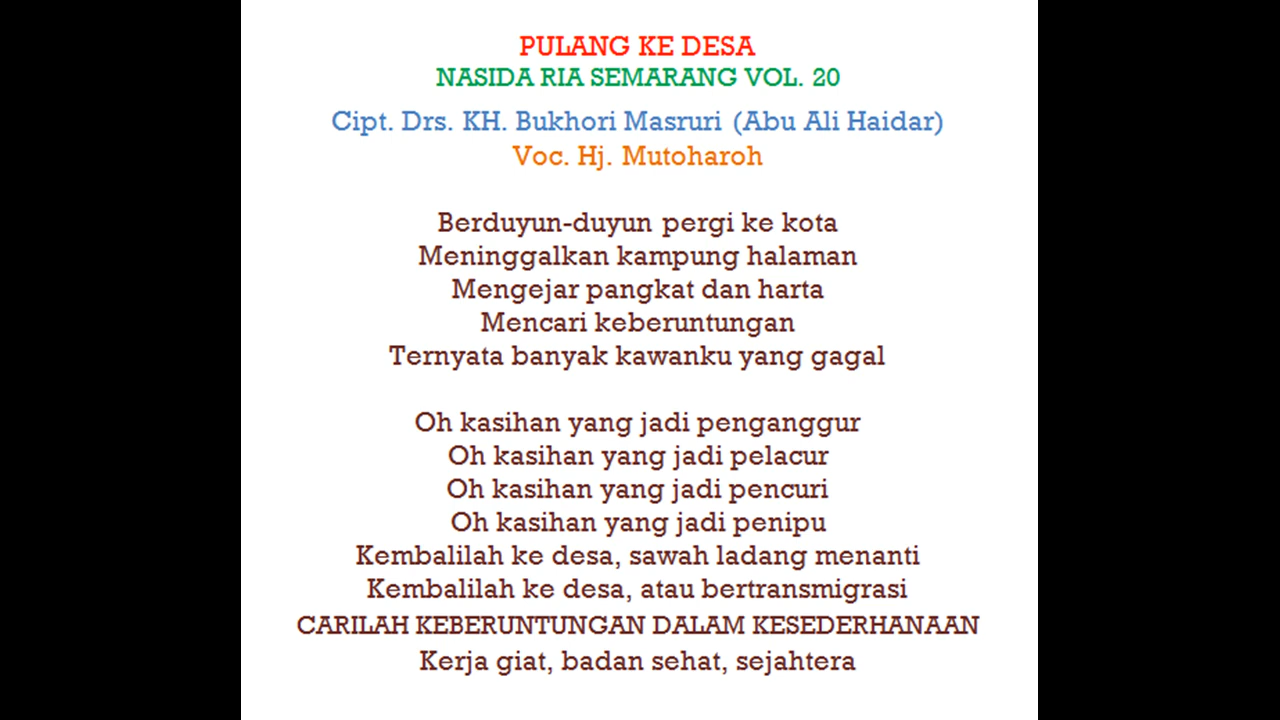 PULANG KE DESA
NASIDA RIA SEMARANG VOL. 20
Cipt. Drs. KH. Bukhori Masruri (Abu Ali Haidar)
Voc. Hj. Mutoharoh
Berduyun-duyun pergi ke kota
Meninggalkan kampung halaman
Mengejar pangkat dan harta
Mencari keberuntungan
Ternyata banyak kawanku yang gagal
Oh kasihan yang jadi penganggur
Oh kasihan yang jadi pelacur
Oh kasihan yang jadi pencuri
Oh kasihan yang jadi penipu
Kembalilah ke desa, sawah ladang menanti
Kembalilah ke desa, atau bertransmigrasi
CARILAH KEBERUNTUNGAN DALAM KESEDERHANAAN
Kerja giat, badan sehat, sejahtera